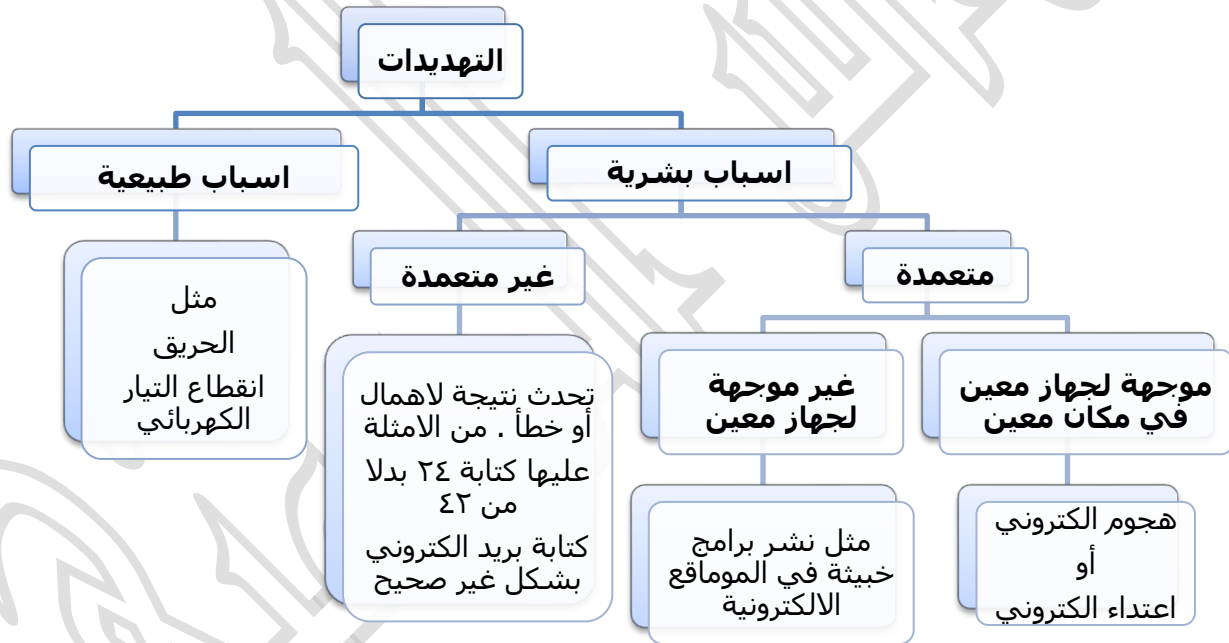 التهديدات
اسباب بشرية
متعمدة
موجهة لجهاز معين
في مكان معين
هجوم الكتروني
أو
اعتداء الكتروني
غير موجهة
لجهاز معين
مثل نشر برامج
خبيثة في الموماقع
الالكترونية
غير متعمدة
تحدث نتيجة لاهمال
أو خطأ . من الامثلة
عليها كتابة ٢٤ بدلا
من ٤٢
كتابة بريد الكتروني
بشكل غير صحيح
اسباب طبيعية
مثل
الحريق
انقطاع التيار
الكهربائي